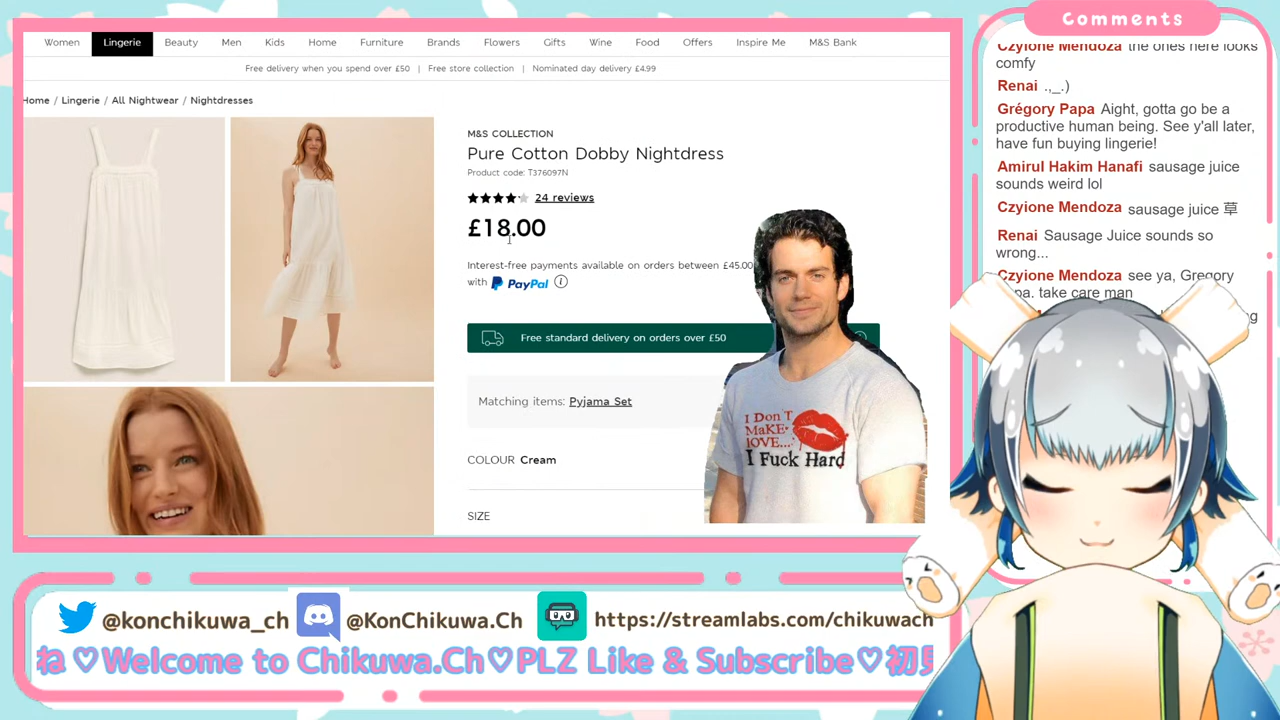 Women Lingerie Beauty Men Kids Home Furniture Brands Flowers Gifts Wine Food Offers Inspire Me M&S Bank
Free delivery when you spend over £50 | Free store collection | Nominated day delivery £4.99
Home / Lingerie / All Nightwear / Nightdresses
M&S COLLECTION
Pure Cotton Dobby Nightdress
Product code: T376097N
24 reviews
£18.00
Interest-free payments available on orders between £45.00
with PayPal
Free standard delivery on orders over £50
Matching items: Pyjama Set
COLOUR Cream
SIZE
I DON'T
MAKE
LOVE...
I Fuck Hard
Comments
Czyione Mendoza the ones here looks
comfy
Renai .,_.)
Grégory Papa Aight, gotta go be a
productive human being. See y'all later,
have fun buying lingerie!
Amirul Hakim Hanafi sausage juice
sounds weird lol
Czyione Mendoza sausage juice 草
Renai Sausage Juice sounds so
wrong...
Czyione Mendoza see ya, Gregory
take care man
@konchikuwa_ch @KonChikuwa.Ch https://streamlabs.com/chikuwach
ね♡Welcome to Chikuwa.Ch♡PLZ Like & Subscribe♡初